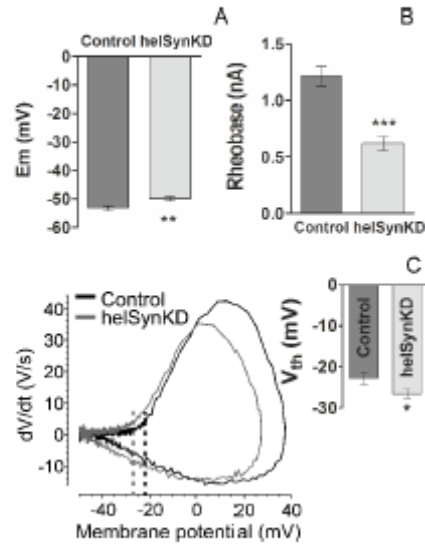 A
Control helSynKD
0
-10
-20
-30
-40
-50
-60
Em (mV)
**
B
1.5
1.0
0.5
0.0
Rheobase (nA)
***
Control helSynKD
C
Control
helSynKD
40
30
20
10
0
-10
dV/dt (V/s)
-50 -20 0 20 40
Membrane potential (mV)
0
-10
-20
-30
Vth (mV)
Control
helSynKD
*